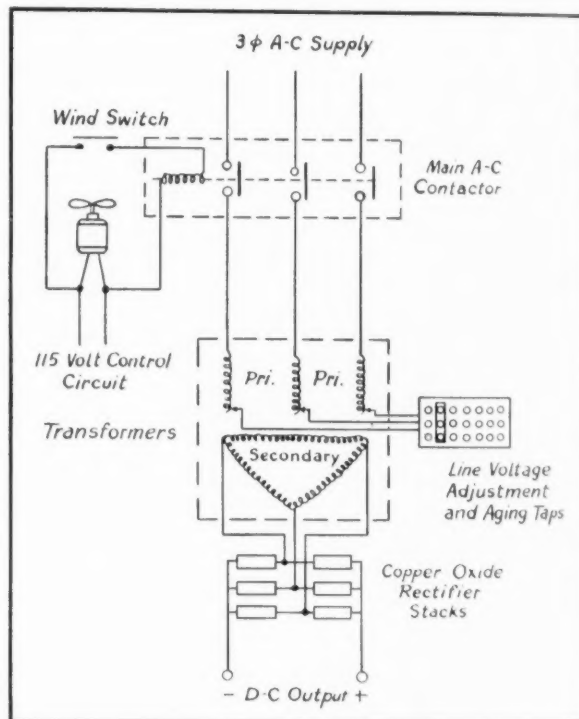 3φ A-C Supply
Wind Switch
Main A-C
Contactor
115 Volt Control
Circuit
Pri.
Pri.
Transformers
Secondary
Line Voltage
Adjustment
and Aging Taps
Copper Oxide
Rectifier
Stacks
- D-C Output +